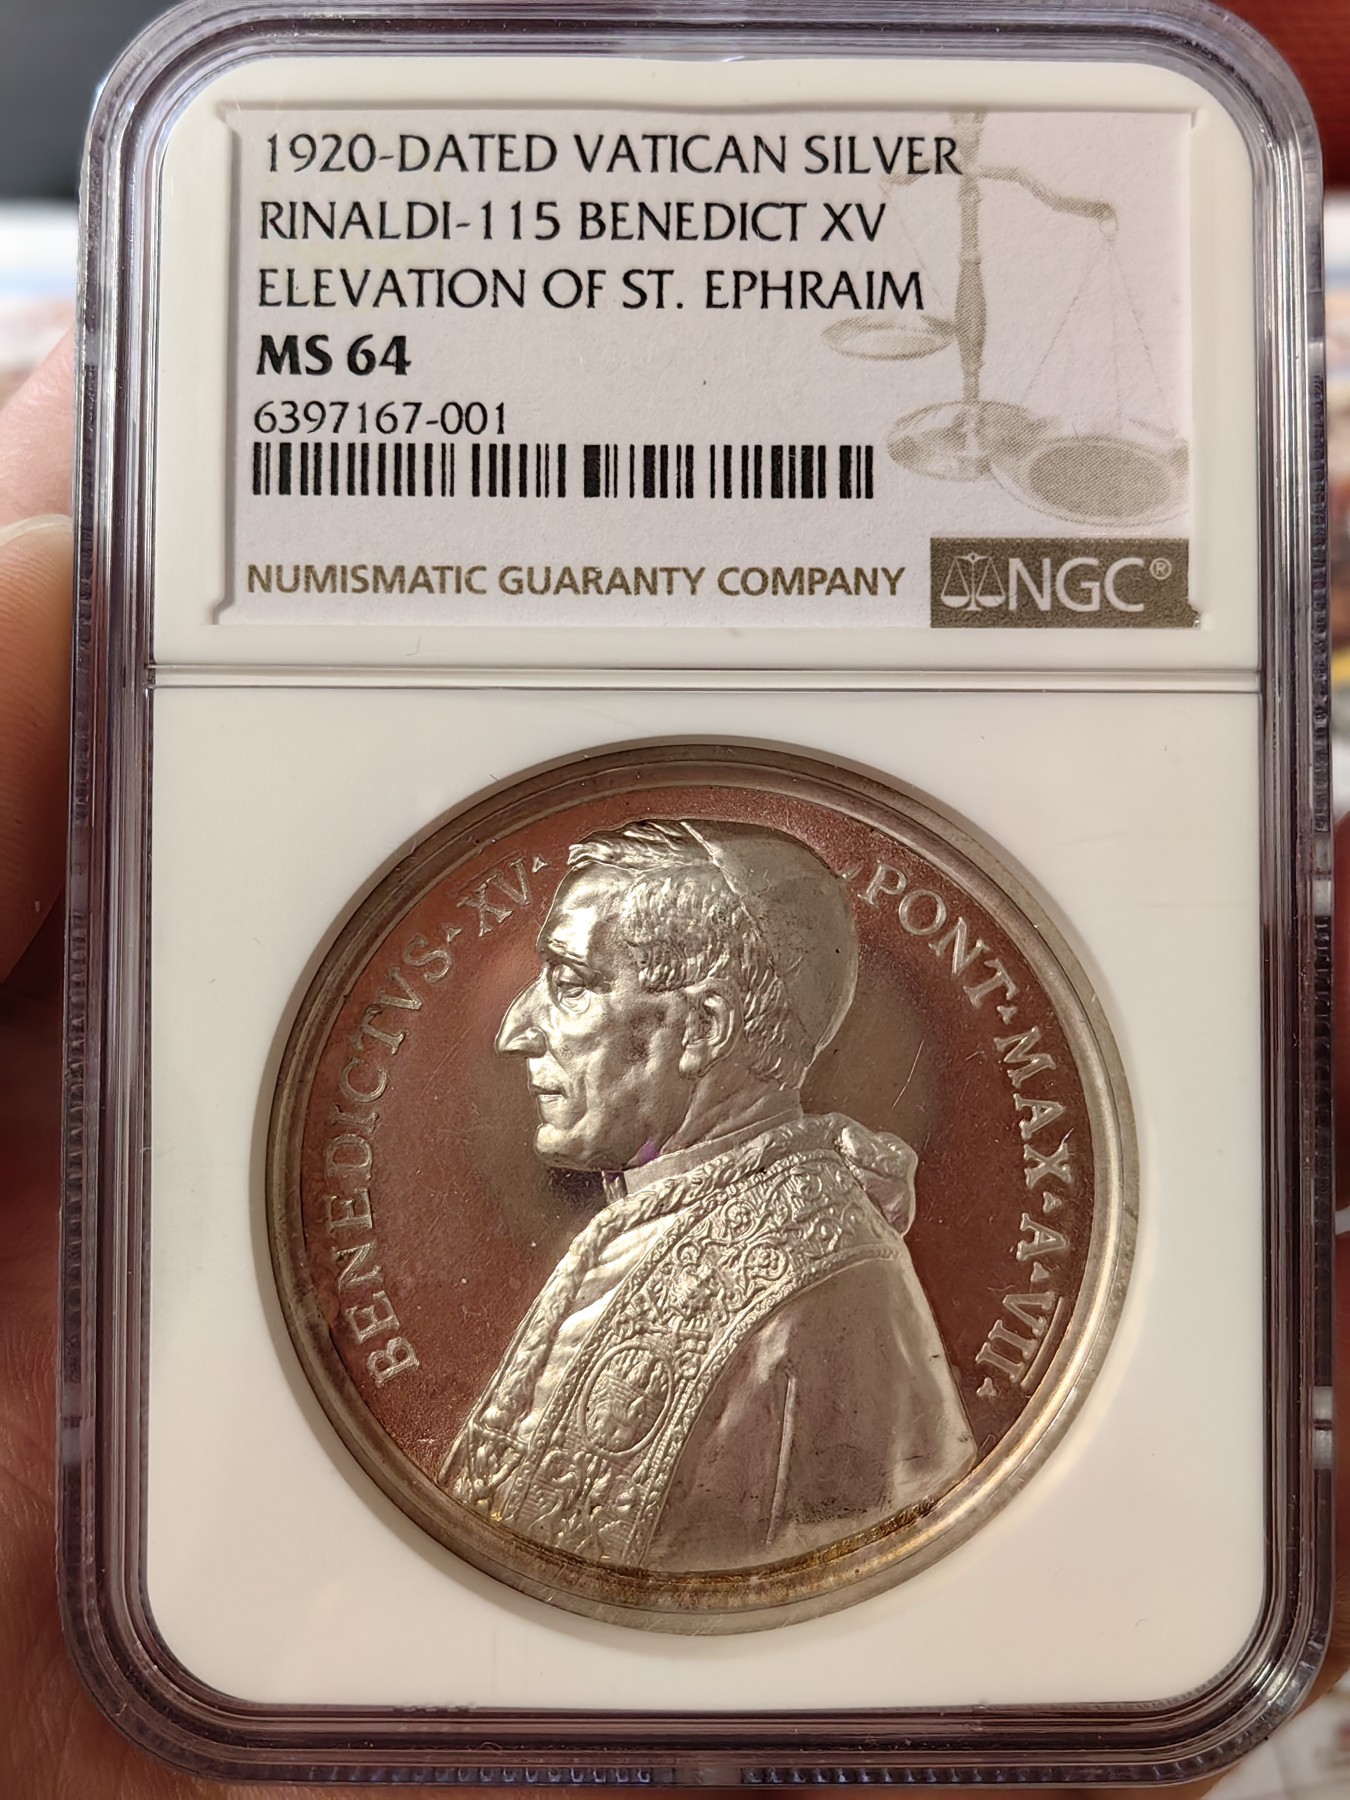 1920-DATED VATICAN SILVER
RINALDI-115 BENEDICT XV
ELEVATION OF ST. EPHRAIM
MS 64
6397167-001
NUMISMATIC GUARANTY COMPANY
NGC®
BENEDICTVS XV PONT MAX A VII